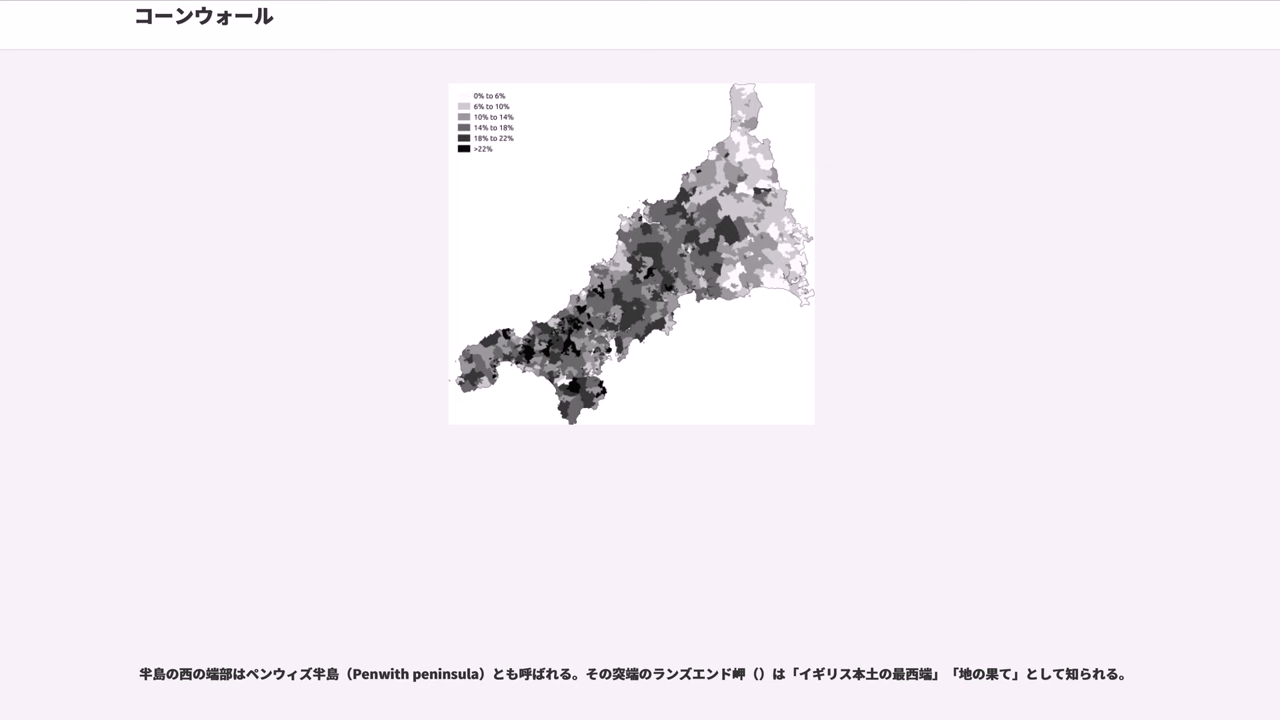 コーンウォール
0% to 6%
6% to 10%
10% to 14%
14% to 18%
18% to 22%
>22%
半島の西の端部はペンウィズ半島（Penwith peninsula）とも呼ばれる。その突端のランズエンド岬（）は「イギリス本土の最西端」「地の果て」として知られる。